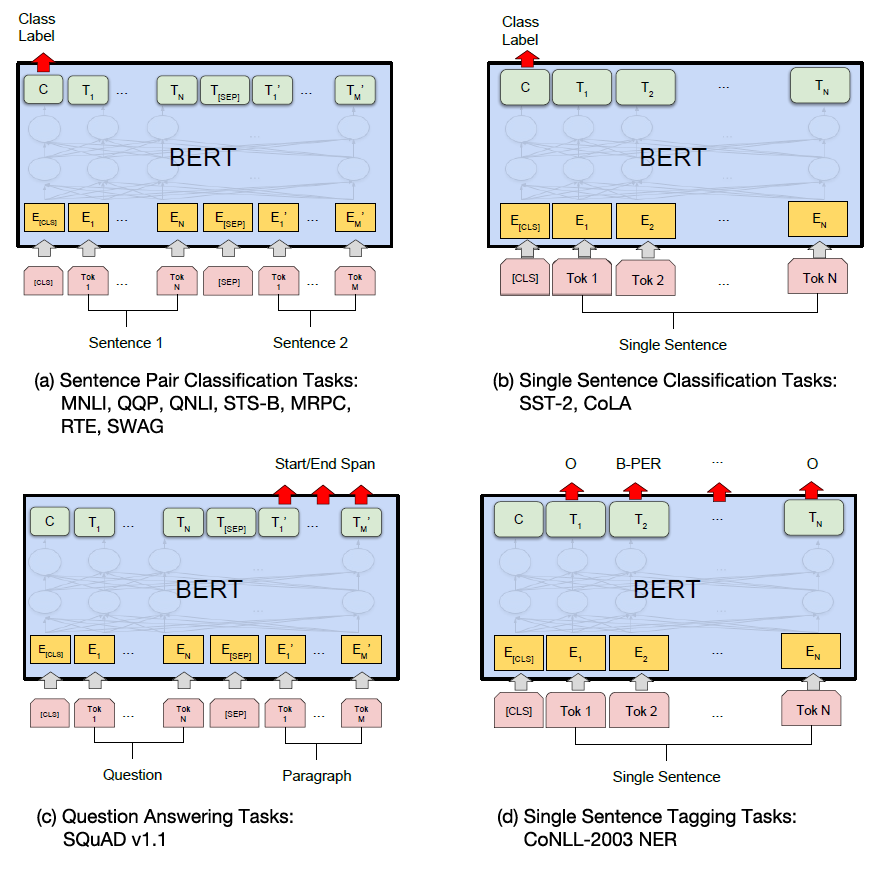 Class
Label
C T1 ... TN T[SEP] T1' ... TM'
BERT
E[CLS] E1 ... EN E[SEP] E1' ... EM'
[CLS] Tok 1 ... Tok N [SEP] Tok 1 ... Tok M
Sentence 1 Sentence 2
(a) Sentence Pair Classification Tasks:
MNLI, QQP, QNLI, STS-B, MRPC,
RTE, SWAG
Class
Label
C T1 T2 ... TN
BERT
E[CLS] E1 E2 ... EN
[CLS] Tok 1 Tok 2 ... Tok N
Single Sentence
(b) Single Sentence Classification Tasks:
SST-2, CoLA
Start/End Span
C T1 ... TN T[SEP] T1' ... TM'
BERT
E[CLS] E1 ... EN E[SEP] E1' ... EM'
[CLS] Tok 1 ... Tok N [SEP] Tok 1 ... Tok M
Question Paragraph
(c) Question Answering Tasks:
SQuAD v1.1
O B-PER ... O
C T1 T2 ... TN
BERT
E[CLS] E1 E2 ... EN
[CLS] Tok 1 Tok 2 ... Tok N
Single Sentence
(d) Single Sentence Tagging Tasks:
CoNLL-2003 NER